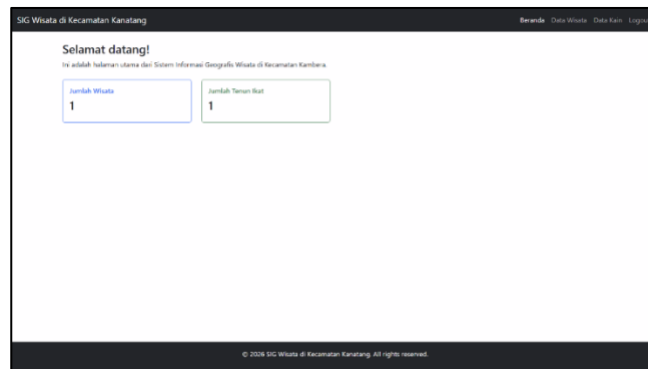 SIG Wisata di Kecamatan Kanatang
Beranda Data Wisata Data Kain Logout
Selamat datang!
Ini adalah halaman utama dari Sistem Informasi Geografis Wisata di Kecamatan Kambera.
Jumlah Wisata
1
Jumlah Tenun Ikat
1
© 2026 SIG Wisata di Kecamatan Kanatang. All rights reserved.